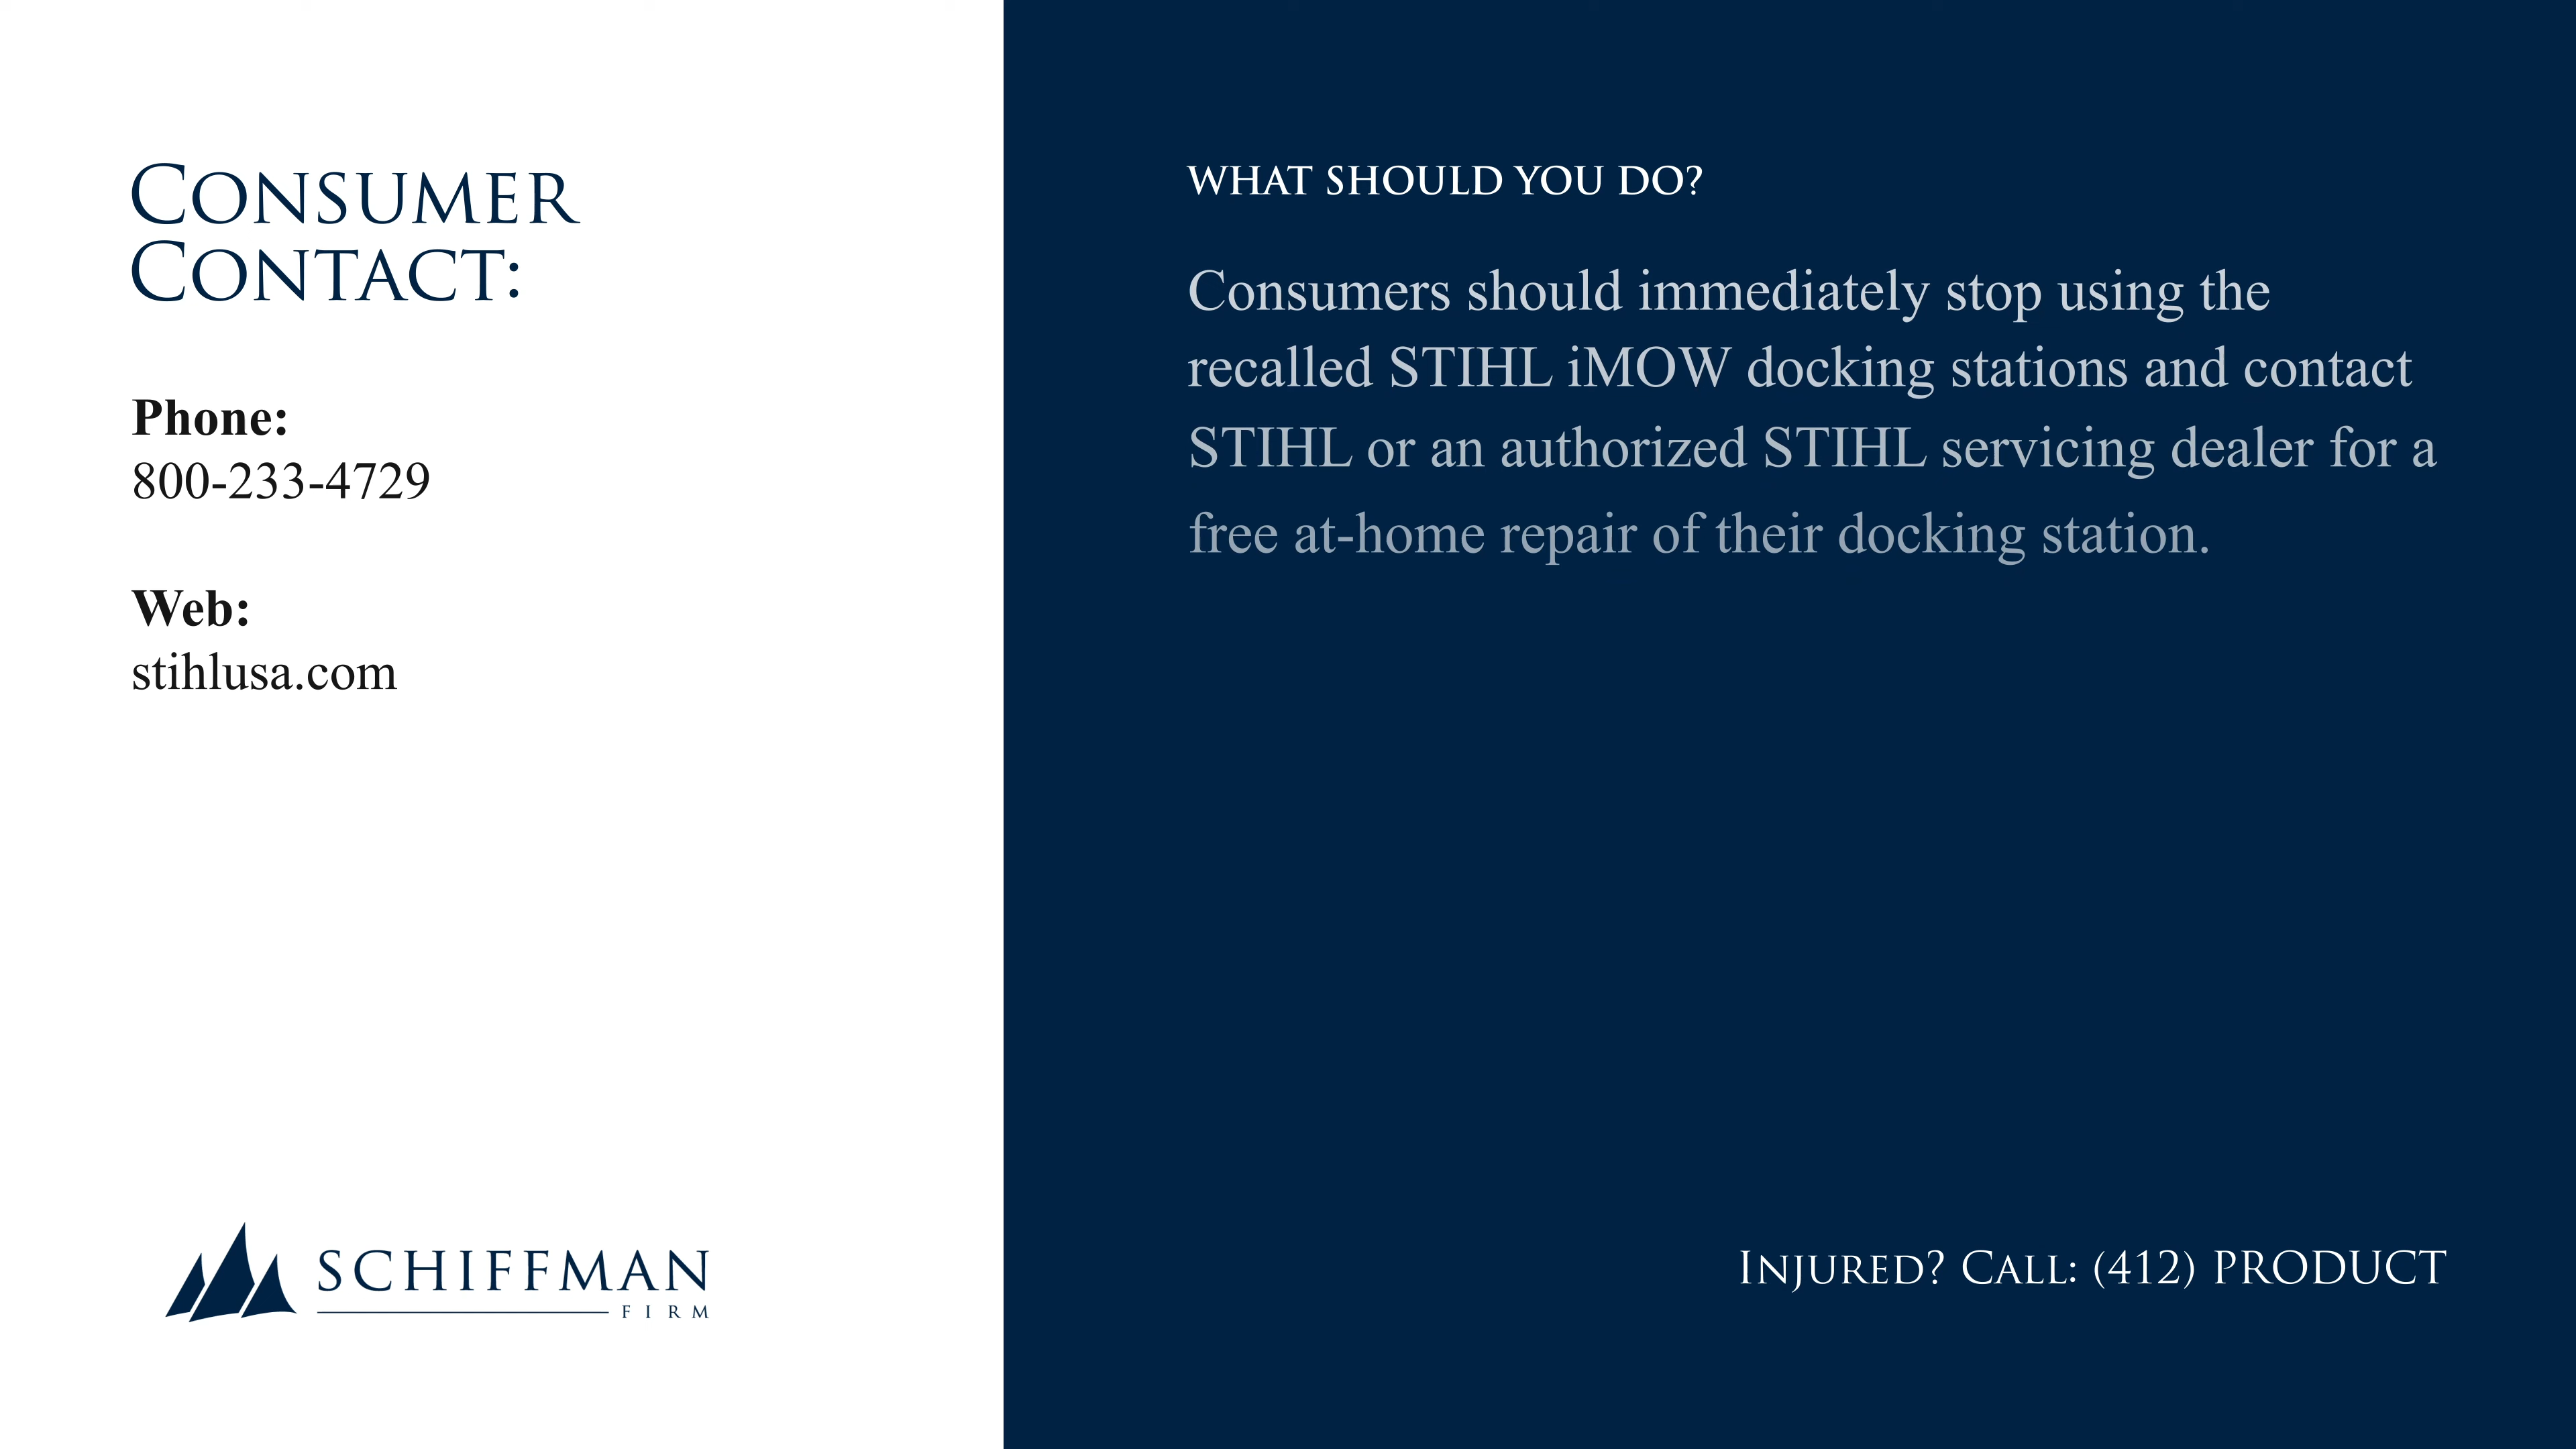 CONSUMER
CONTACT:
Phone:
800-233-4729
Web:
stihlusa.com
SCHIFFMAN
FIRM
WHAT SHOULD YOU DO?
Consumers should immediately stop using the
recalled STIHL iMOW docking stations and contact
STIHL or an authorized STIHL servicing dealer for a
free at-home repair of their docking station.
INJURED? CALL: (412) PRODUCT